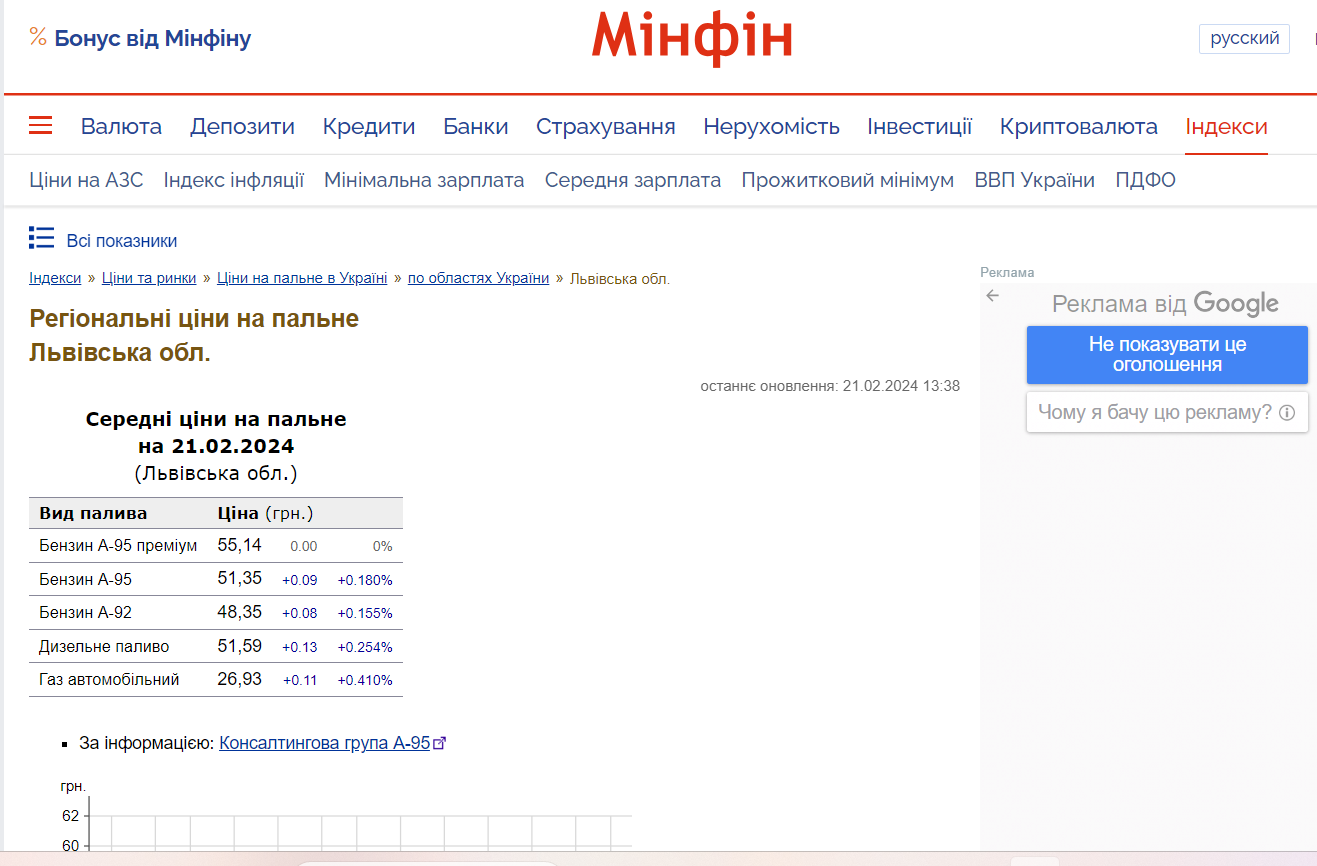 % Бонус від Мінфіну
Мінфін
русский
Валюта Депозити Кредити Банки Страхування Нерухомість Інвестиції Криптовалюта Індекси
Ціни на АЗС Індекс інфляції Мінімальна зарплата Середня зарплата Прожитковий мінімум ВВП України ПДФО
Всі показники
Індекси » Ціни та ринки » Ціни на пальне в Україні » по областях України » Львівська обл.
Регіональні ціни на пальне
Львівська обл.
останнє оновлення: 21.02.2024 13:38
Середні ціни на пальне
на 21.02.2024
(Львівська обл.)
Вид палива Ціна (грн.)
Бензин А-95 преміум 55,14 0.00 0%
Бензин А-95 51,35 +0.09 +0.180%
Бензин А-92 48,35 +0.08 +0.155%
Дизельне паливо 51,59 +0.13 +0.254%
Газ автомобільний 26,93 +0.11 +0.410%
▪ За інформацією: Консалтингова група А-95
грн.
62
60
Реклама
Реклама від Google
Не показувати це
оголошення
Чому я бачу цю рекламу?